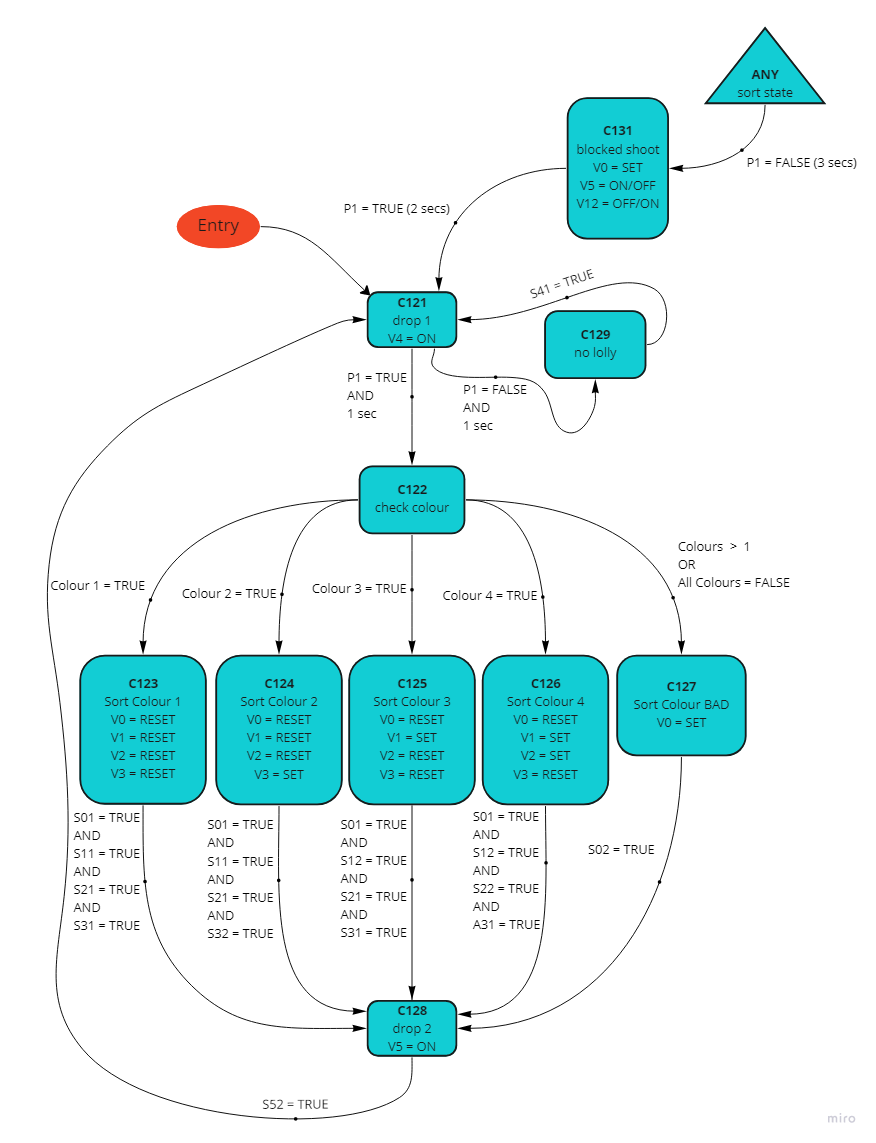 ANY
sort state
P1 = FALSE (3 secs)
C131
blocked shoot
V0 = SET
V5 = ON/OFF
V12 = OFF/ON
P1 = TRUE (2 secs)
Entry
C121
drop 1
V4 = ON
S41 = TRUE
C129
no lolly
P1 = TRUE
AND
1 sec
P1 = FALSE
AND
1 sec
C122
check colour
Colour 1 = TRUE
Colour 2 = TRUE
Colour 3 = TRUE
Colour 4 = TRUE
Colours > 1
OR
All Colours = FALSE
C123
Sort Colour 1
V0 = RESET
V1 = RESET
V2 = RESET
V3 = RESET
C124
Sort Colour 2
V0 = RESET
V1 = RESET
V2 = RESET
V3 = SET
C125
Sort Colour 3
V0 = RESET
V1 = SET
V2 = RESET
V3 = RESET
C126
Sort Colour 4
V0 = RESET
V1 = SET
V2 = SET
V3 = RESET
C127
Sort Colour BAD
V0 = SET
S01 = TRUE
AND
S11 = TRUE
AND
S21 = TRUE
AND
S31 = TRUE
S01 = TRUE
AND
S11 = TRUE
AND
S21 = TRUE
AND
S32 = TRUE
S01 = TRUE
AND
S12 = TRUE
AND
S21 = TRUE
AND
S31 = TRUE
S01 = TRUE
AND
S12 = TRUE
AND
S22 = TRUE
AND
A31 = TRUE
S02 = TRUE
C128
drop 2
V5 = ON
S52 = TRUE
miro